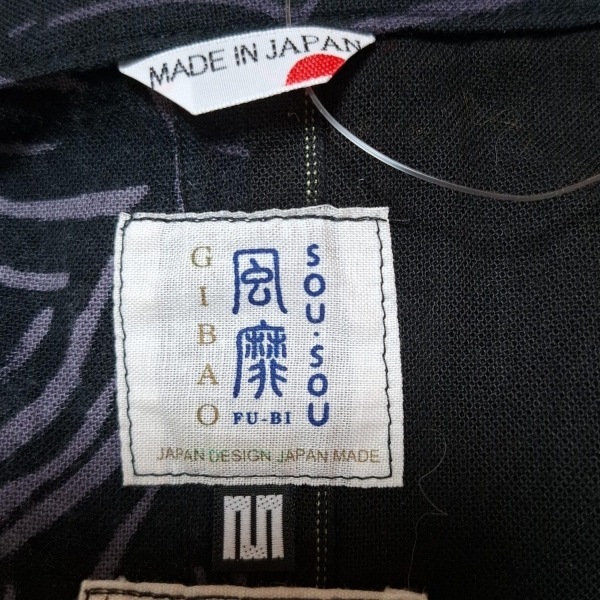 MADE IN JAPAN
GIBAO
風靡
FU-BI
SOU·SOU
JAPAN DESIGN JAPAN MADE
M